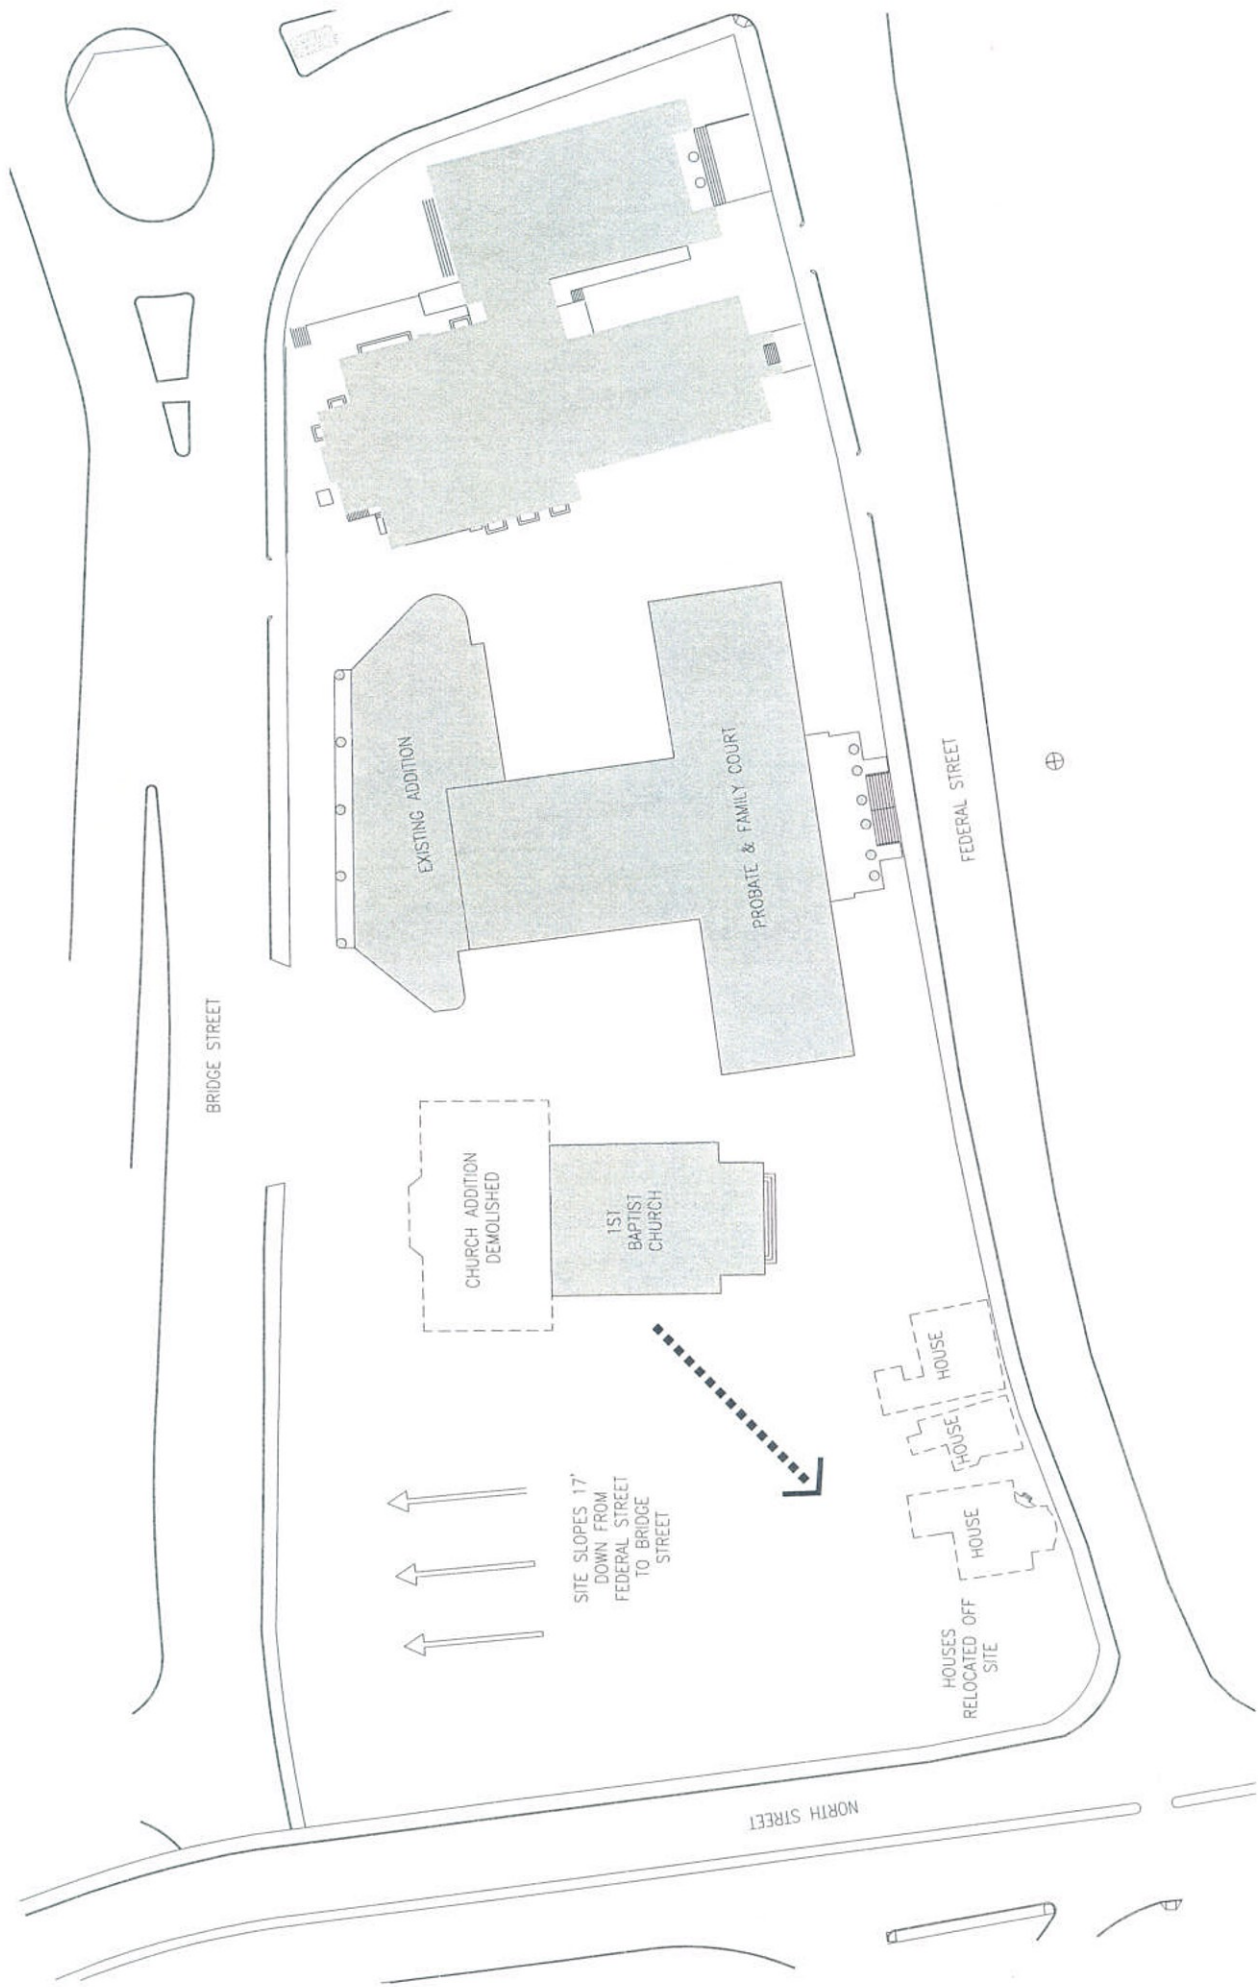 BRIDGE STREET
EXISTING ADDITION
PROBATE & FAMILY COURT
FEDERAL STREET
CHURCH ADDITION
DEMOLISHED
1ST
BAPTIST
CHURCH
SITE SLOPES 17'
DOWN FROM
FEDERAL STREET
TO BRIDGE
STREET
HOUSE
HOUSE
HOUSE
HOUSES
RELOCATED OFF
SITE
NORTH STREET